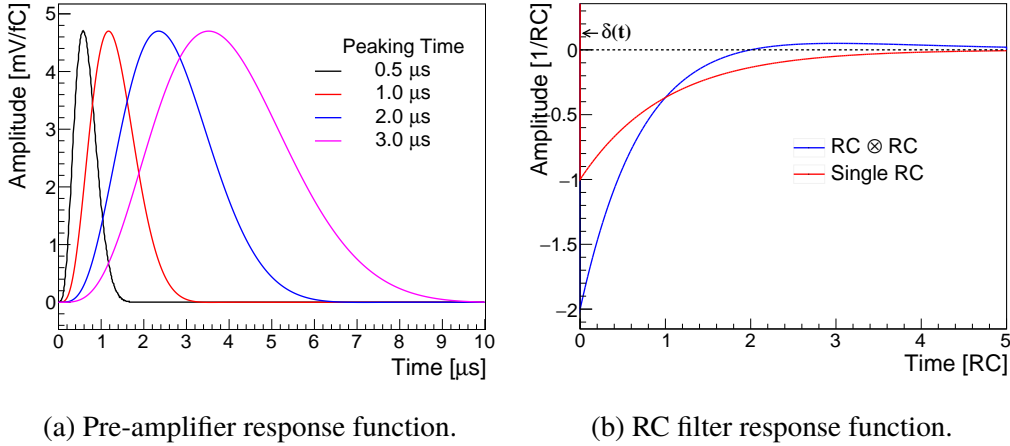 Amplitude [mV/fC]
5
4
3
2
1
0
Peaking Time
0.5 μs
1.0 μs
2.0 μs
3.0 μs
0 1 2 3 4 5 6 7 8 9 10
Time [μs]
(a) Pre-amplifier response function.
Amplitude [1/RC]
δ(t)
0
−0.5
−1
−1.5
−2
RC ⊗ RC
Single RC
0 1 2 3 4 5
Time [RC]
(b) RC filter response function.